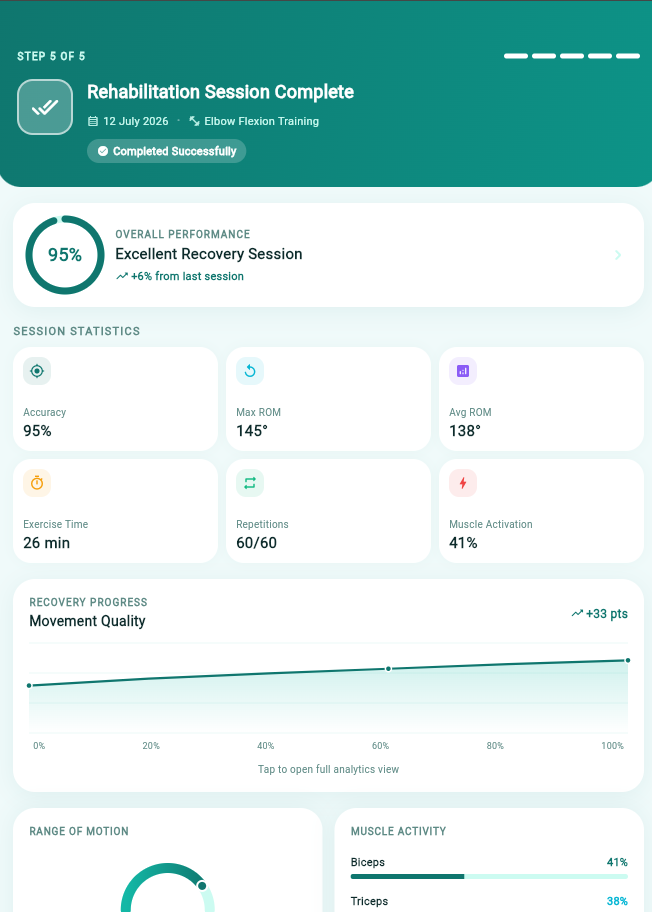 STEP 5 OF 5
Rehabilitation Session Complete
12 July 2026 · Elbow Flexion Training
Completed Successfully
95%
OVERALL PERFORMANCE
Excellent Recovery Session
+6% from last session
SESSION STATISTICS
Accuracy
95%
Max ROM
145°
Avg ROM
138°
Exercise Time
26 min
Repetitions
60/60
Muscle Activation
41%
RECOVERY PROGRESS
Movement Quality
+33 pts
0% 20% 40% 60% 80% 100%
Tap to open full analytics view
RANGE OF MOTION
MUSCLE ACTIVITY
Biceps 41%
Triceps 38%